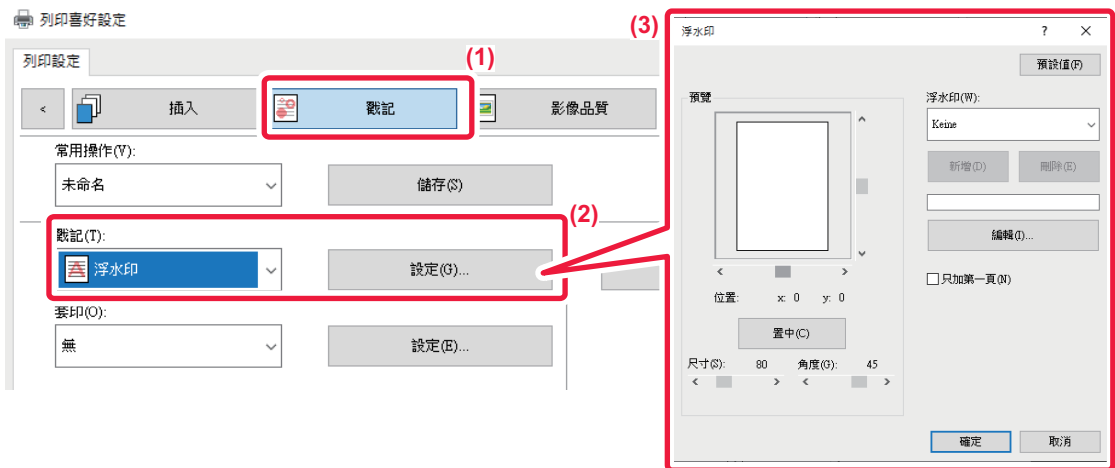 列印喜好設定
列印設定
(1)
< 插入 戳記 影像品質
常用操作(V):
未命名 儲存(S)
(2)
戳記(T):
浮水印 設定(G)...
套印(O):
無 設定(E)...
(3)
浮水印 ? ×
預設值(F)
預覽
浮水印(W):
Keine
新增(D) 刪除(E)
編輯(I)...
只加第一頁(N)
位置: x: 0 y: 0
置中(C)
尺寸(S): 80 角度(G): 45
確定 取消